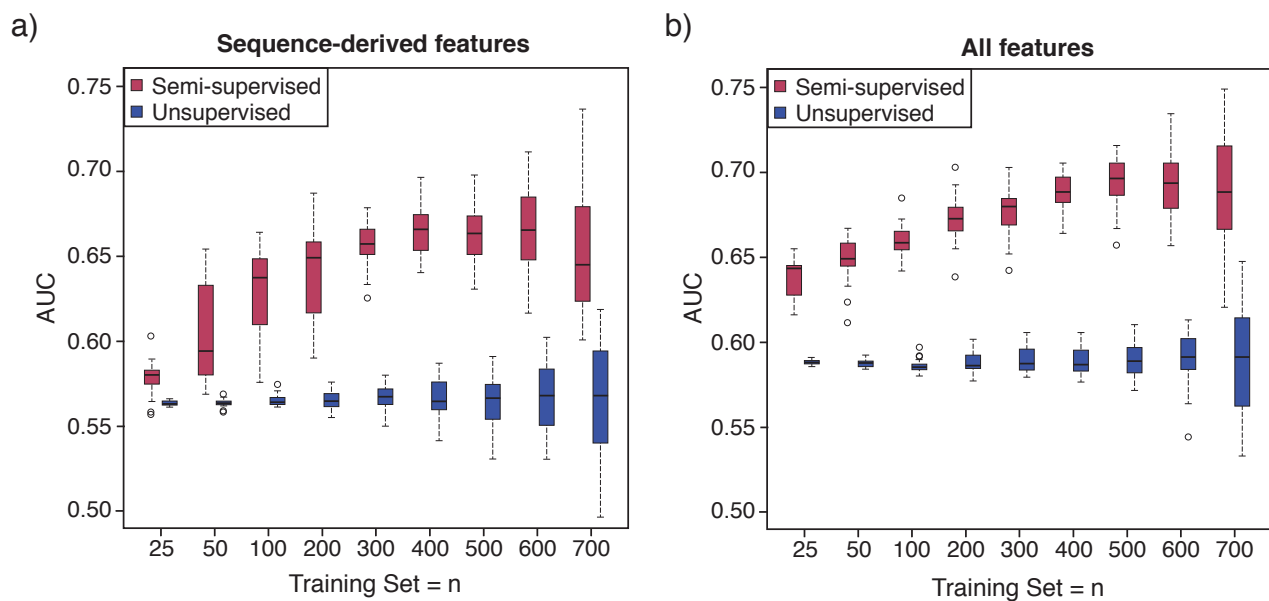 a)
Sequence-derived features
Semi-supervised
Unsupervised
AUC
0.75
0.70
0.65
0.60
0.55
0.50
25 50 100 200 300 400 500 600 700
Training Set = n
b)
All features
Semi-supervised
Unsupervised
AUC
0.75
0.70
0.65
0.60
0.55
0.50
25 50 100 200 300 400 500 600 700
Training Set = n